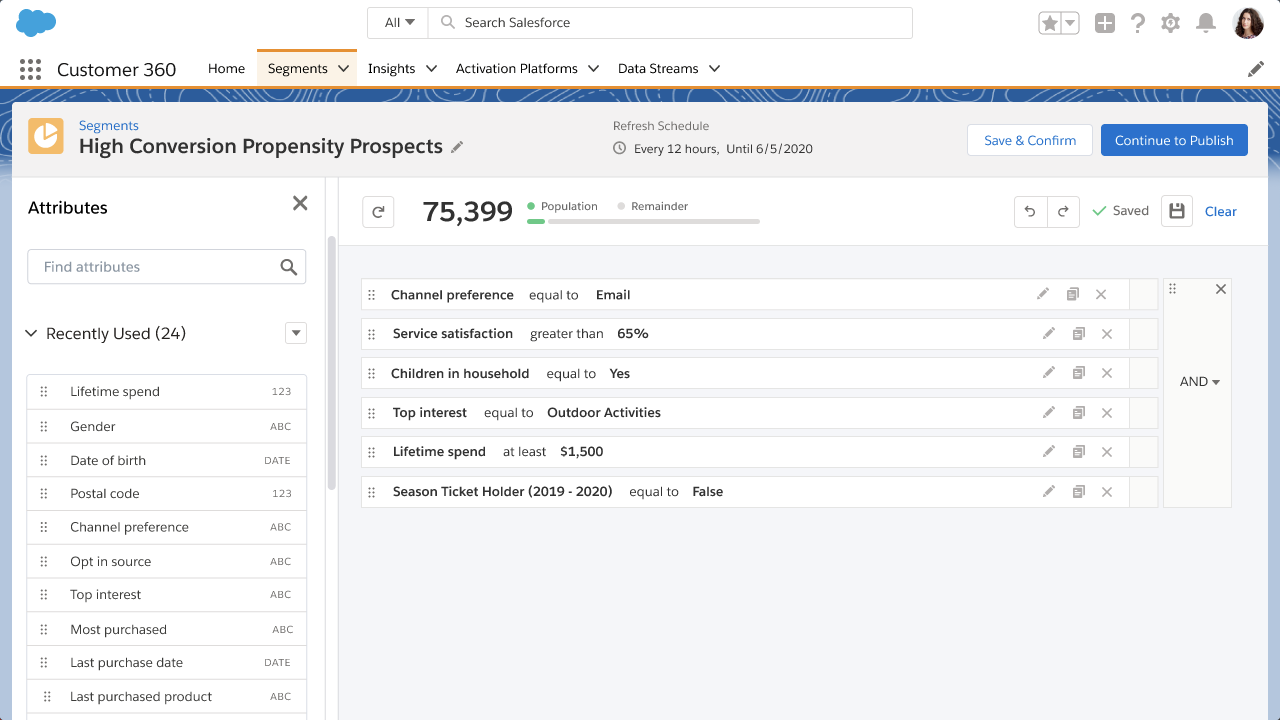 All
Search Salesforce
Customer 360
Home
Segments
Insights
Activation Platforms
Data Streams
Segments
High Conversion Propensity Prospects
Refresh Schedule
Every 12 hours, Until 6/5/2020
Save & Confirm
Continue to Publish
Attributes
Find attributes
Recently Used (24)
Lifetime spend 123
Gender ABC
Date of birth DATE
Postal code 123
Channel preference ABC
Opt in source ABC
Top interest ABC
Most purchased ABC
Last purchase date DATE
Last purchased product ABC
75,399
Population
Remainder
Saved
Clear
Channel preference equal to Email
Service satisfaction greater than 65%
Children in household equal to Yes
Top interest equal to Outdoor Activities
Lifetime spend at least $1,500
Season Ticket Holder (2019 - 2020) equal to False
AND